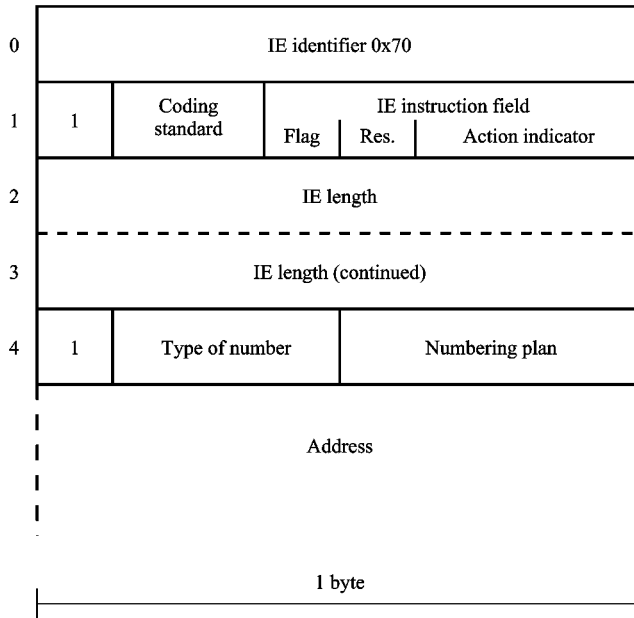 0 IE identifier 0x70
1 1 Coding standard IE instruction field
Flag Res. Action indicator
2 IE length
3 IE length (continued)
4 1 Type of number Numbering plan
Address
1 byte